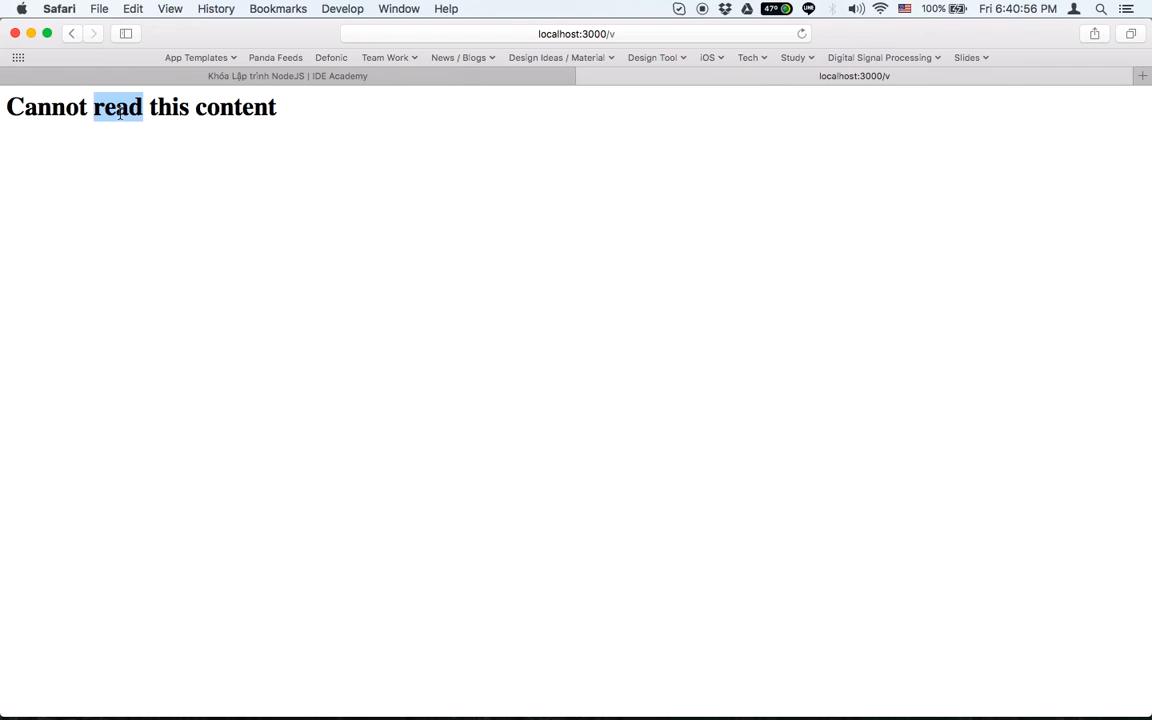 Safari File Edit View History Bookmarks Develop Window Help 47° LINE 100% Fri 6:40:56 PM
localhost:3000/v
App Templates Panda Feeds Defonic Team Work News / Blogs Design Ideas / Material Design Tool iOS Tech Study Digital Signal Processing Slides
Khóa Lập trình NodeJS | IDE Academy localhost:3000/v
Cannot read this content